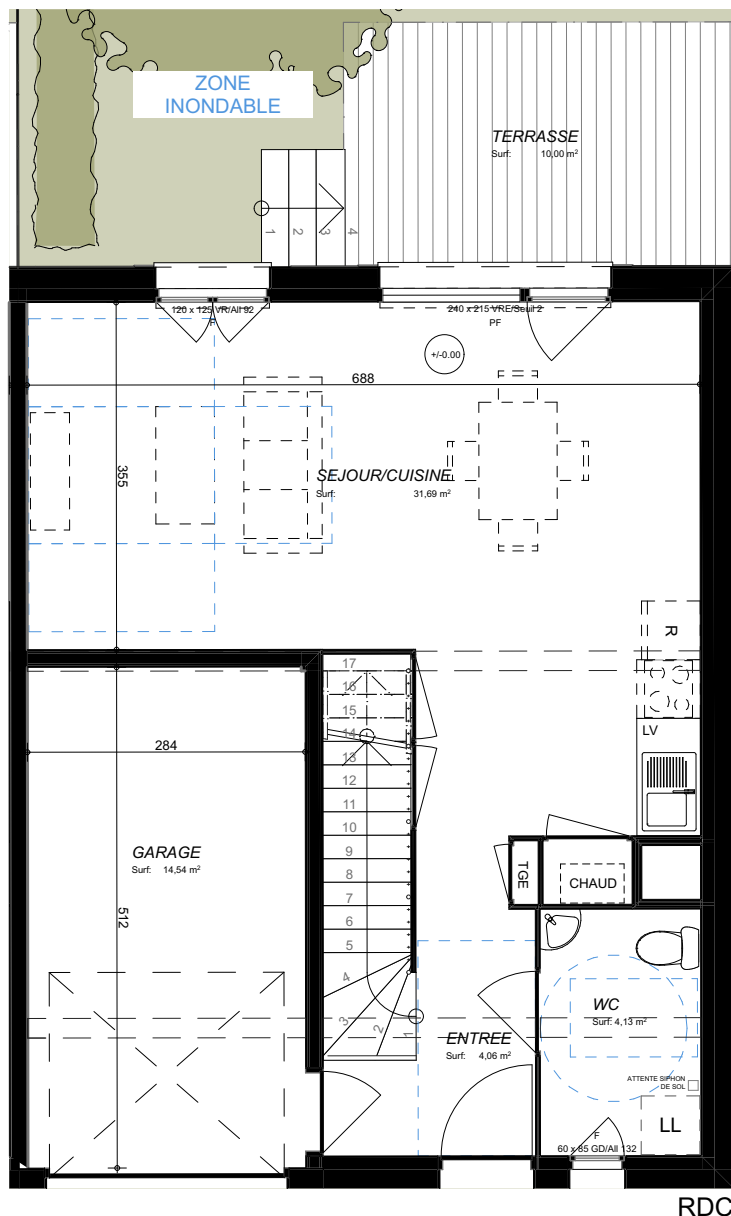 ZONE
INONDABLE
TERRASSE
Surf: 10,00 m²
1
2
3
4
120 x 125 VR/All 92
F
240 x 215 VRE/Seuil 2
PF
+/-0.00
688
355
SEJOUR/CUISINE
Surf: 31,69 m²
R
LV
17
16
15
14
13
12
11
10
9
8
7
6
5
4
3
2
1
284
GARAGE
Surf: 14,54 m²
512
TGE
CHAUD
WC
Surf: 4,13 m²
ENTREE
Surf: 4,06 m²
ATTENTE SIPHON
DE SOL
LL
F
60 x 85 GD/All 132
RDC